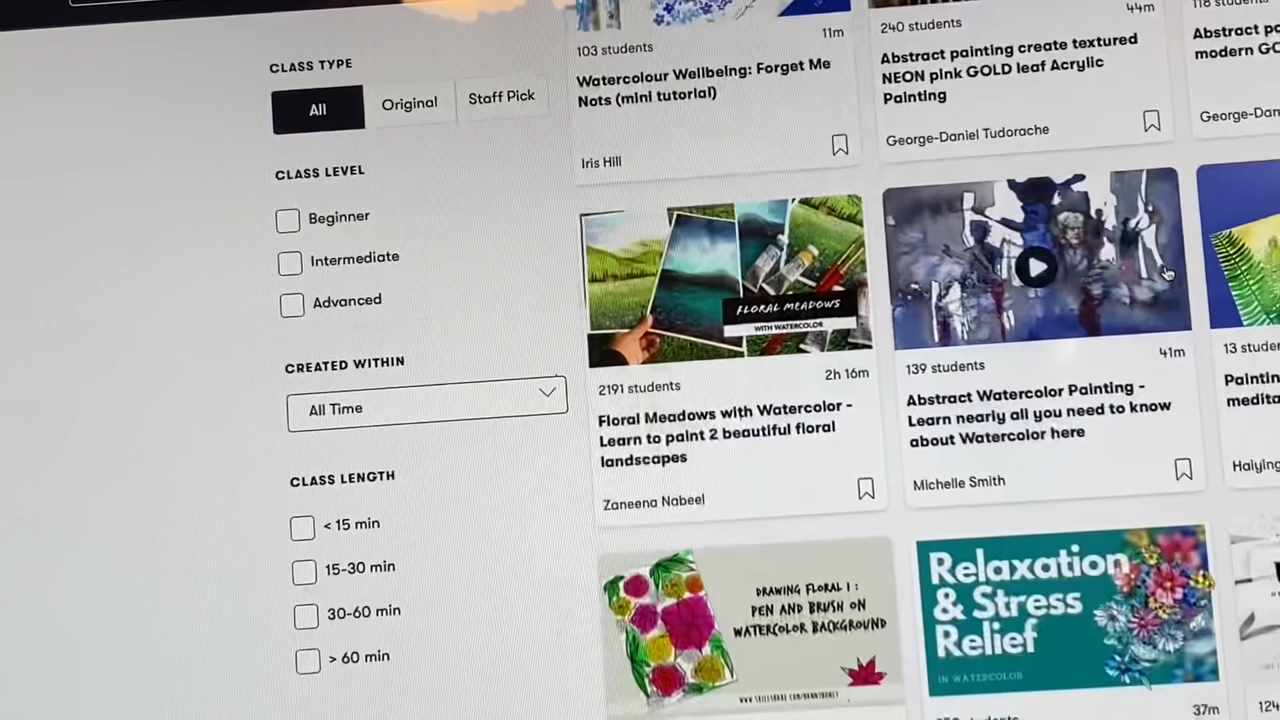 CLASS TYPE
All
Original
Staff Pick
CLASS LEVEL
Beginner
Intermediate
Advanced
CREATED WITHIN
All Time
CLASS LENGTH
< 15 min
15-30 min
30-60 min
> 60 min
103 students
11m
Watercolour Wellbeing: Forget Me
Nots (mini tutorial)
Iris Hill
240 students
44m
Abstract painting create textured
NEON pink GOLD leaf Acrylic
Painting
George-Daniel Tudorache
118
Abstract
modern
FLORAL MEADOWS
WITH WATERCOLOR
2191 students
2h 16m
Floral Meadows with Watercolor -
Learn to paint 2 beautiful floral
landscapes
Zaneena Nabeel
139 students
41m
Abstract Watercolor Painting -
Learn nearly all you need to know
about Watercolor here
Michelle Smith
13
DRAWING FLORAL 1 :
PEN AND BRUSH ON
WATERCOLOR BACKGROUND
Relaxation
& Stress
Relief
IN WATERCOLOR
37m